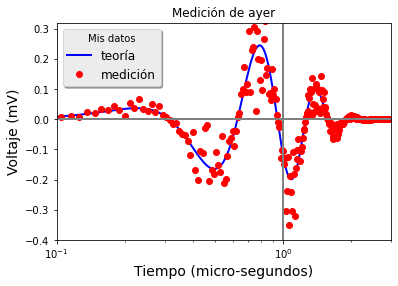 Medición de ayer
Mis datos
teoría
medición
Voltaje (mV)
0.3
0.2
0.1
0.0
−0.1
−0.2
−0.3
−0.4
10⁻¹
10⁰
Tiempo (micro-segundos)